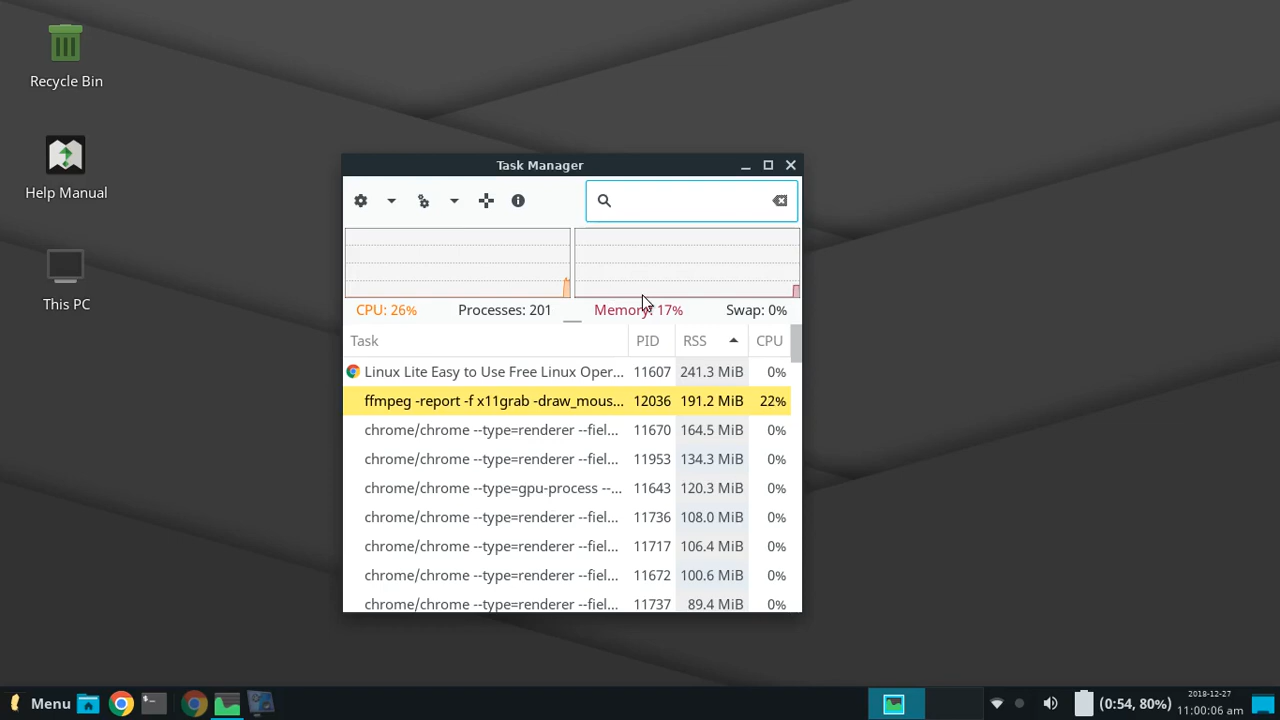 Recycle Bin
Help Manual
This PC
Task Manager
CPU: 26% Processes: 201 Memory: 17% Swap: 0%
Task PID RSS CPU
Linux Lite Easy to Use Free Linux Oper... 11607 241.3 MiB 0%
ffmpeg -report -f x11grab -draw_mous... 12036 191.2 MiB 22%
chrome/chrome --type=renderer --fiel... 11670 164.5 MiB 0%
chrome/chrome --type=renderer --fiel... 11953 134.3 MiB 0%
chrome/chrome --type=gpu-process --... 11643 120.3 MiB 0%
chrome/chrome --type=renderer --fiel... 11736 108.0 MiB 0%
chrome/chrome --type=renderer --fiel... 11717 106.4 MiB 0%
chrome/chrome --type=renderer --fiel... 11672 100.6 MiB 0%
chrome/chrome --type=renderer --fiel... 11737 89.4 MiB 0%
Menu (0:54, 80%)
2018-12-27
11:00:06 am